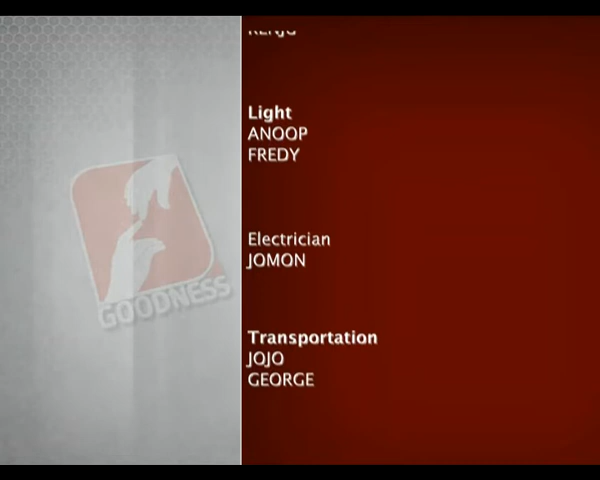 Light
ANOOP
FREDY
Electrician
JOMON
Transportation
JOJO
GEORGE
GOODNESS